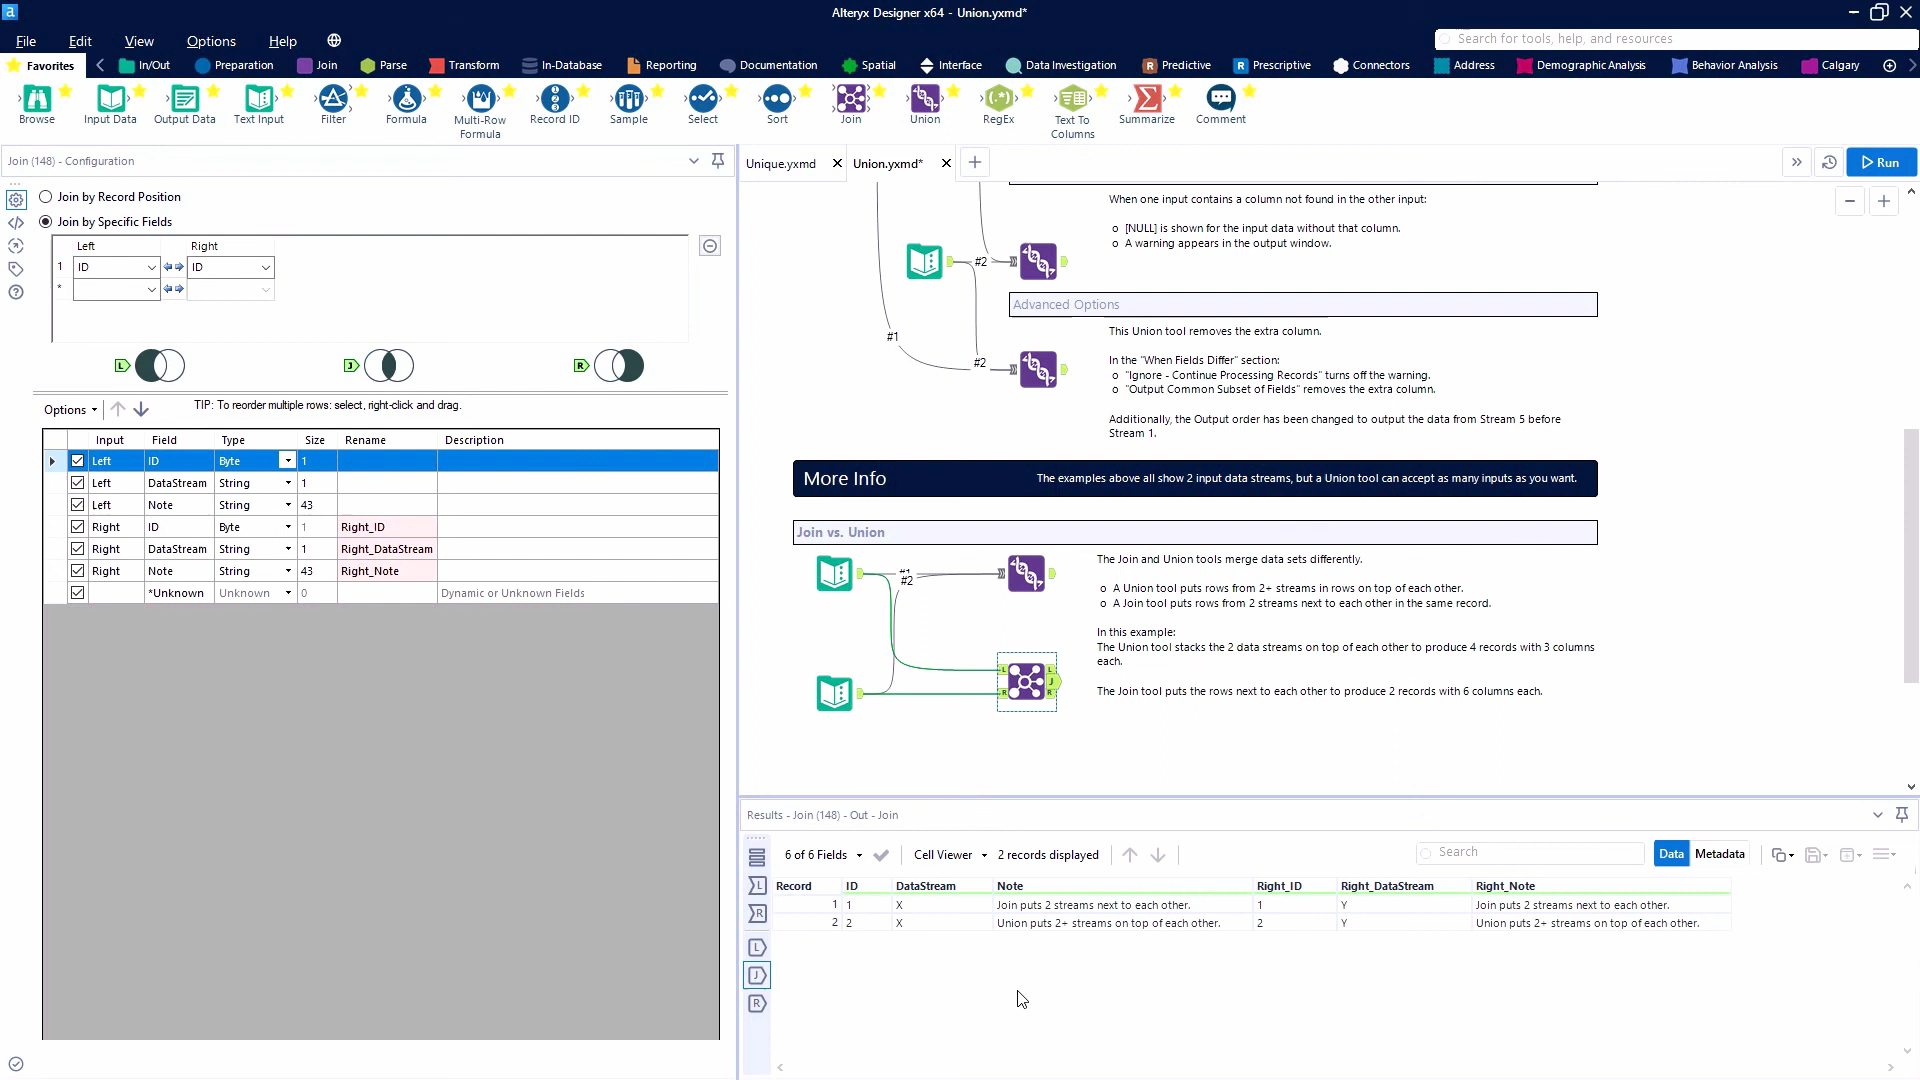 Alteryx Designer x64 - Union.yxmd*
File Edit View Options Help
Search for tools, help, and resources
Favorites In/Out Preparation Join Parse Transform In-Database Reporting Documentation Spatial Interface Data Investigation Predictive Prescriptive Connectors Address Demographic Analysis Behavior Analysis Calgary
Browse Input Data Output Data Text Input Filter Formula Multi-Row Formula Record ID Sample Select Sort Join Union RegEx Text To Columns Summarize Comment
Join (148) - Configuration
Join by Record Position
Join by Specific Fields
Left Right
1 ID ID
*
L J R
Options TIP: To reorder multiple rows: select, right-click and drag.
Input Field Type Size Rename Description
Left ID Byte 1
Left DataStream String 1
Left Note String 43
Right ID Byte 1 Right_ID
Right DataStream String 1 Right_DataStream
Right Note String 43 Right_Note
*Unknown Unknown 0 Dynamic or Unknown Fields
Unique.yxmd Union.yxmd*
Run
When one input contains a column not found in the other input:
o [NULL] is shown for the input data without that column.
o A warning appears in the output window.
#2
Advanced Options
This Union tool removes the extra column.
#1
#2
In the "When Fields Differ" section:
o "Ignore - Continue Processing Records" turns off the warning.
o "Output Common Subset of Fields" removes the extra column.
Additionally, the Output order has been changed to output the data from Stream 5 before
Stream 1.
More Info The examples above all show 2 input data streams, but a Union tool can accept as many inputs as you want.
Join vs. Union
The Join and Union tools merge data sets differently.
#1
#2
o A Union tool puts rows from 2+ streams in rows on top of each other.
o A Join tool puts rows from 2 streams next to each other in the same record.
In this example:
The Union tool stacks the 2 data streams on top of each other to produce 4 records with 3 columns
each.
L L
J
R R
The Join tool puts the rows next to each other to produce 2 records with 6 columns each.
Results - Join (148) - Out - Join
6 of 6 Fields Cell Viewer 2 records displayed Search Data Metadata
Record ID DataStream Note Right_ID Right_DataStream Right_Note
1 1 X Join puts 2 streams next to each other. 1 Y Join puts 2 streams next to each other.
2 2 X Union puts 2+ streams on top of each other. 2 Y Union puts 2+ streams on top of each other.
L
R
L
J
R